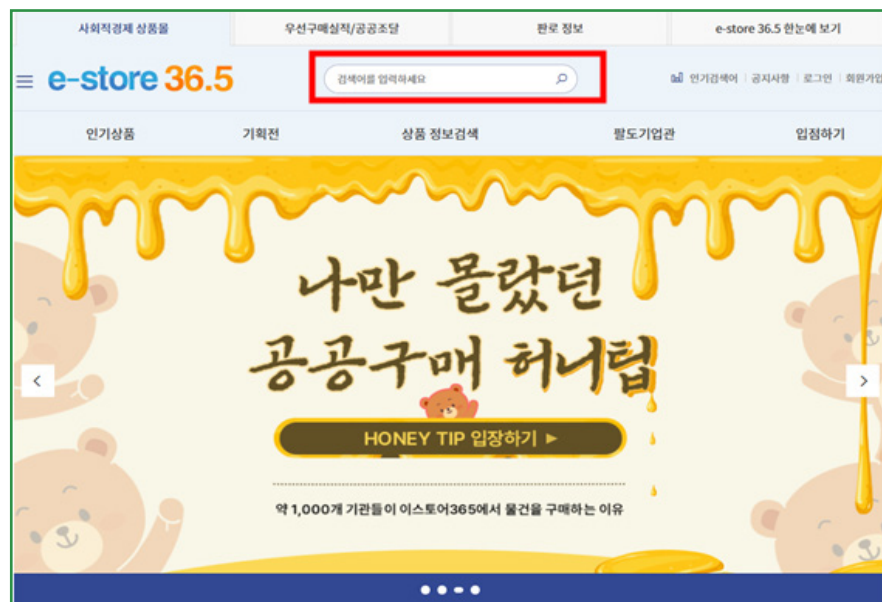 사회적경제 상품몰 우선구매실적/공공조달 판로 정보 e-store 36.5 한눈에 보기
e-store 36.5 검색어를 입력하세요 인기검색어 공지사항 로그인 회원가입
인기상품 기획전 상품 정보검색 팔도기업관 입점하기
나만 몰랐던
공공구매 허니팁
HONEY TIP 입장하기 ▶
약 1,000개 기관들이 이스토어365에서 물건을 구매하는 이유